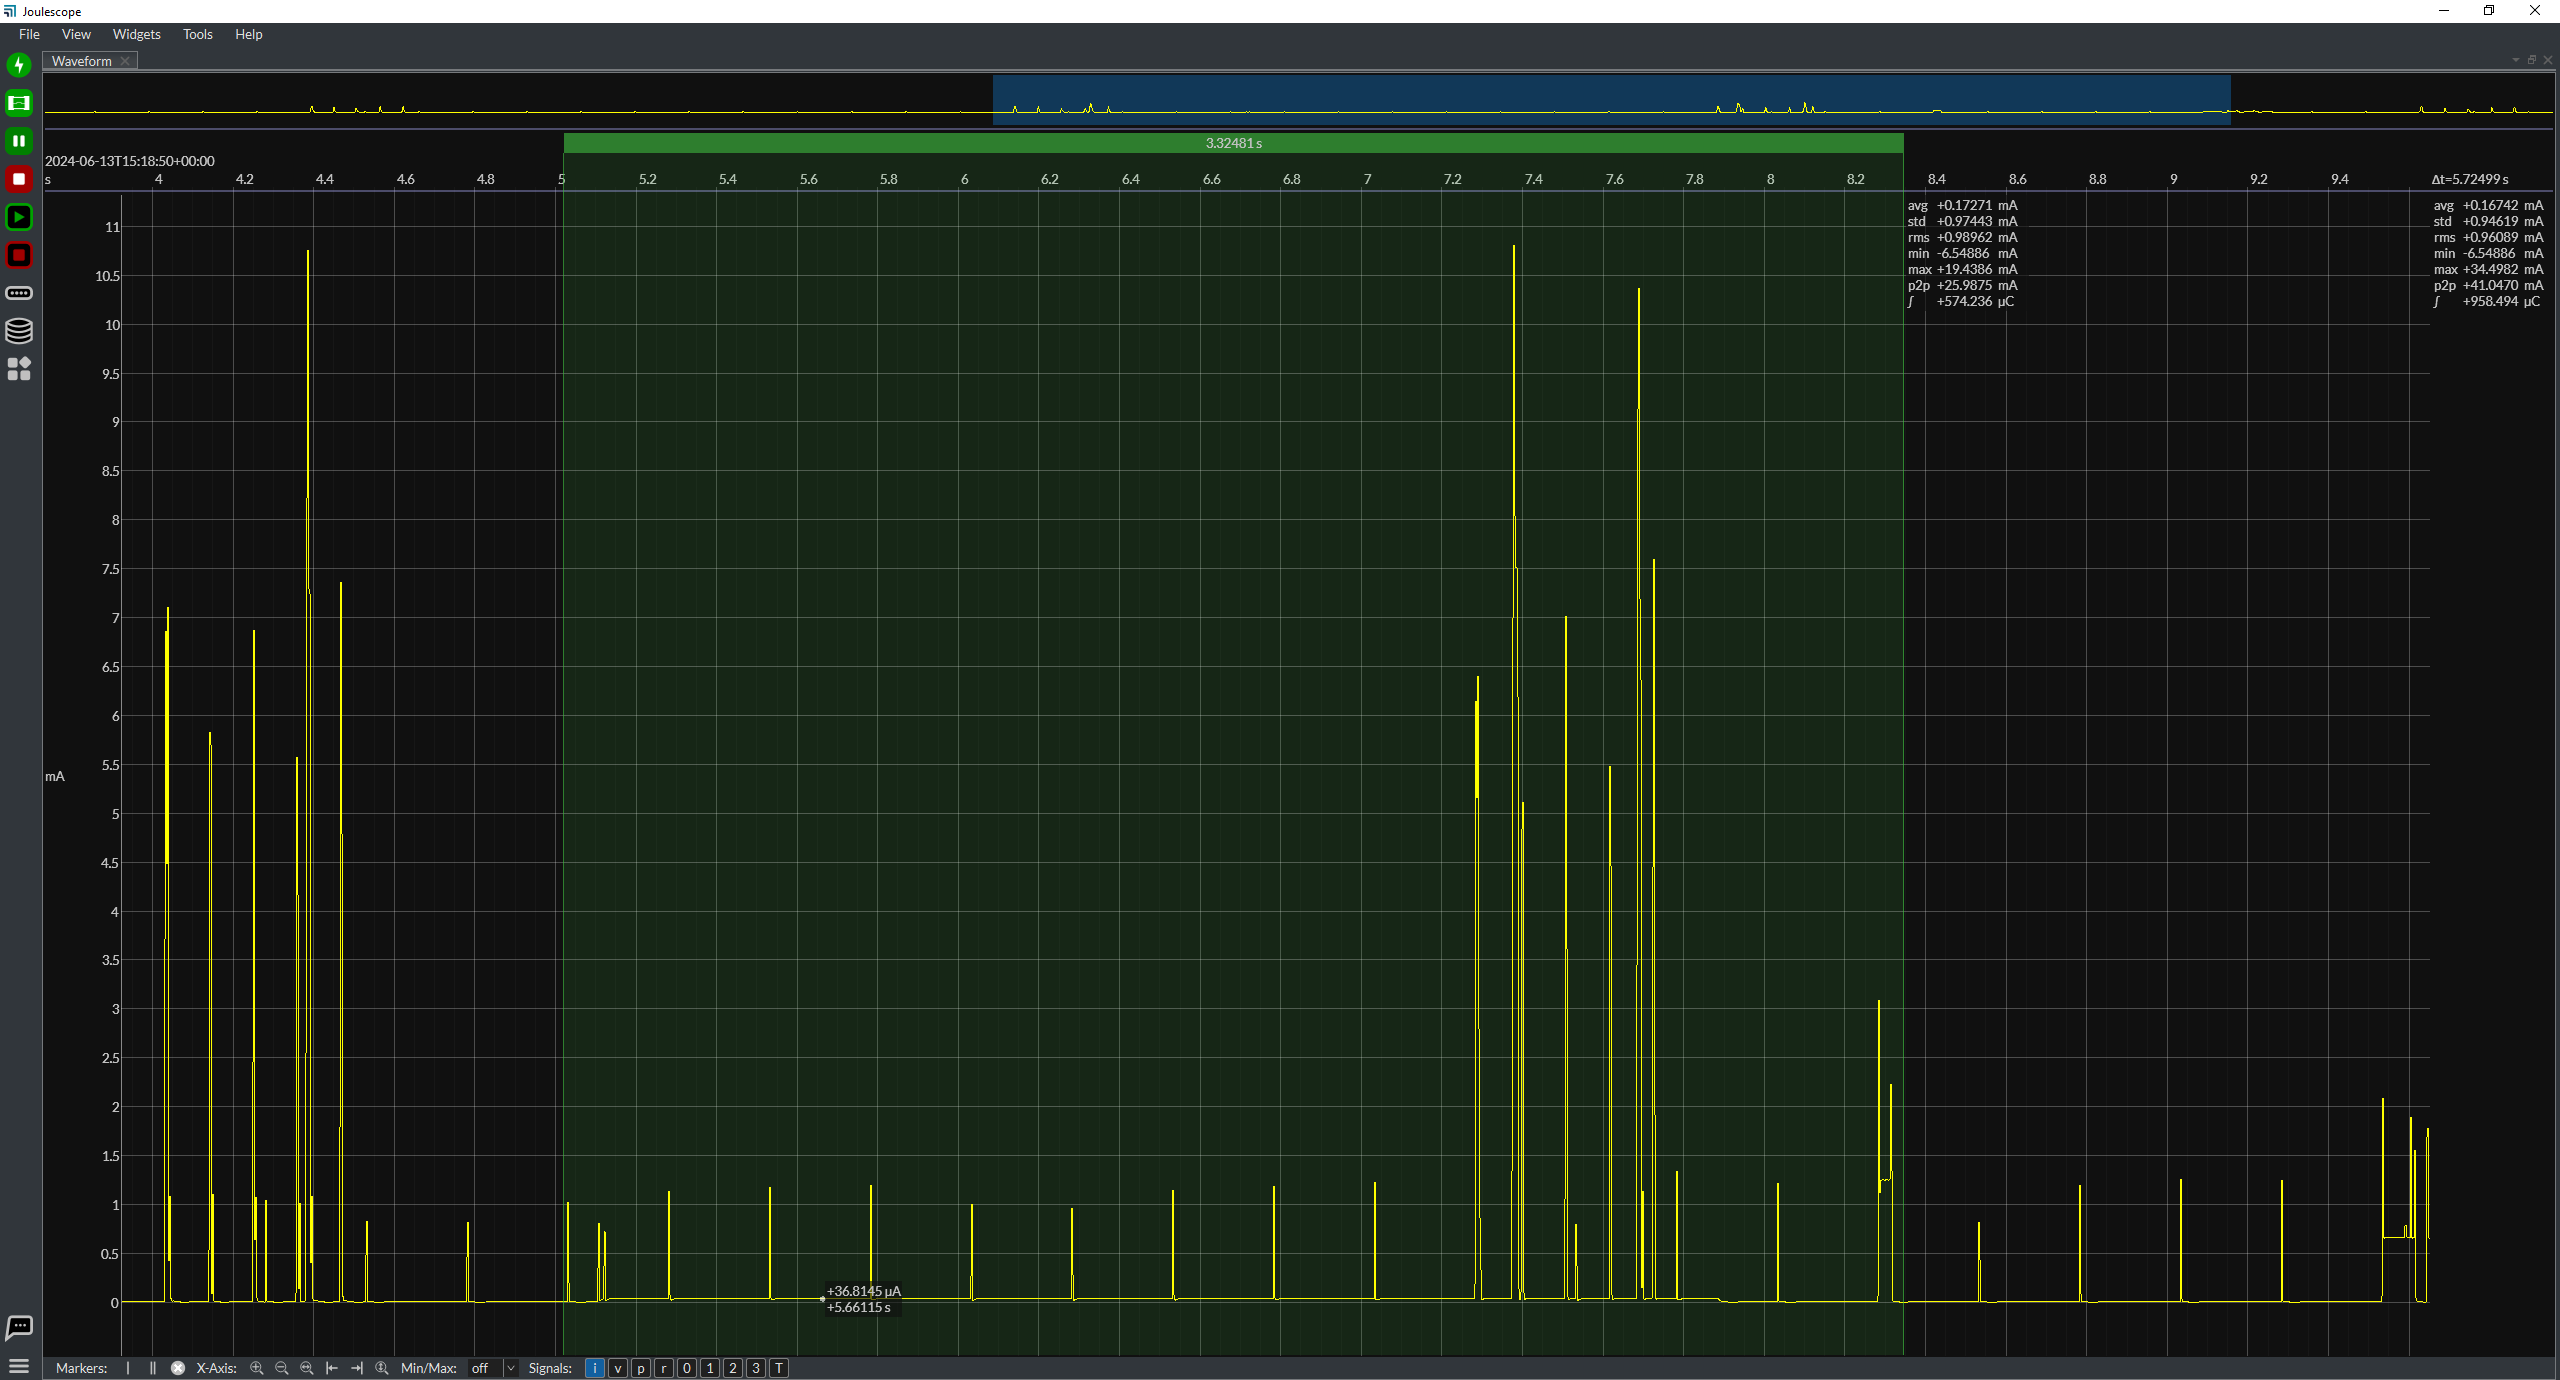 Joulescope
File View Widgets Tools Help
Waveform
3.32481 s
2024-06-13T15:18:50+00:00
s 4 4.2 4.4 4.6 4.8 5 5.2 5.4 5.6 5.8 6 6.2 6.4 6.6 6.8 7 7.2 7.4 7.6 7.8 8 8.2 8.4 8.6 8.8 9 9.2 9.4 Δt=5.72499 s
avg +0.17271 mA
std +0.97443 mA
rms +0.98962 mA
min -6.54886 mA
max +19.4386 mA
p2p +25.9875 mA
∫ +574.236 µC
avg +0.16742 mA
std +0.94619 mA
rms +0.96089 mA
min -6.54886 mA
max +34.4982 mA
p2p +41.0470 mA
∫ +958.494 µC
11
10.5
10
9.5
9
8.5
8
7.5
7
6.5
6
5.5
mA
5
4.5
4
3.5
3
2.5
2
1.5
1
0.5
0
+36.8145 µA
+5.66115 s
Markers: X-Axis: Min/Max: off Signals: i v p r 0 1 2 3 T